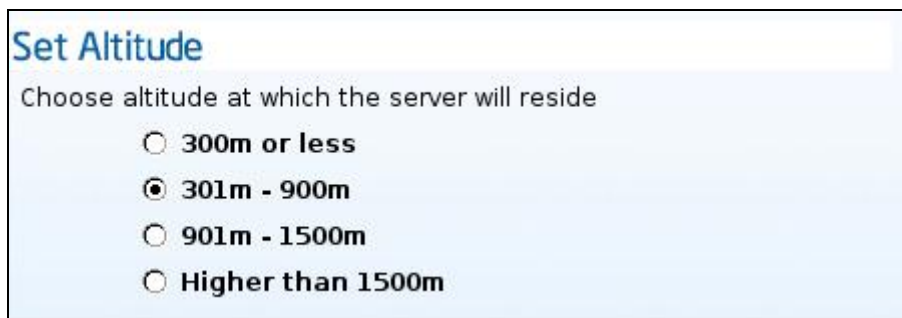 Set Altitude
Choose altitude at which the server will reside
300m or less
301m - 900m
901m - 1500m
Higher than 1500m